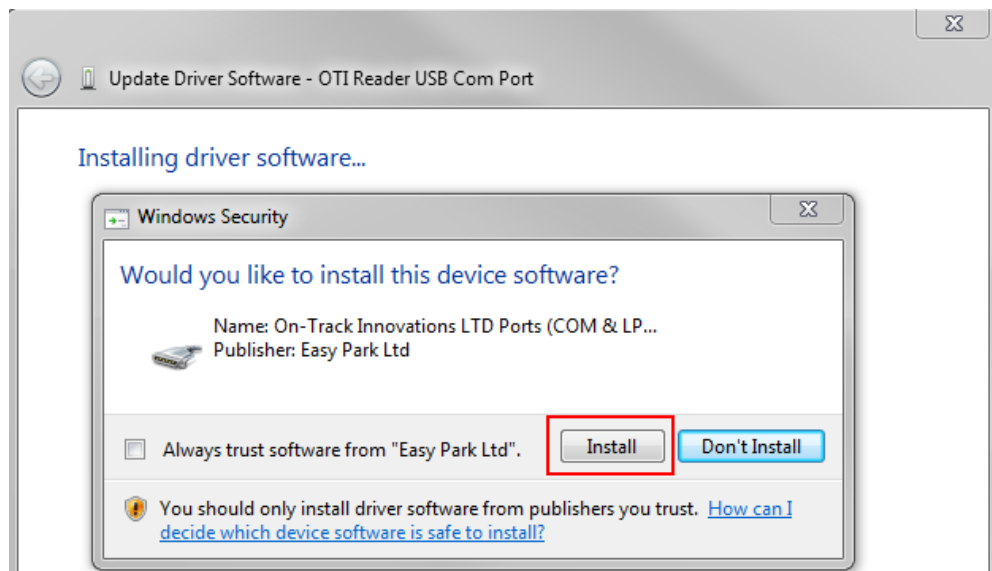 Update Driver Software - OTI Reader USB Com Port
Installing driver software...
Windows Security
Would you like to install this device software?
Name: On-Track Innovations LTD Ports (COM & LP...
Publisher: Easy Park Ltd
Always trust software from "Easy Park Ltd".
Install
Don't Install
You should only install driver software from publishers you trust. How can I
decide which device software is safe to install?